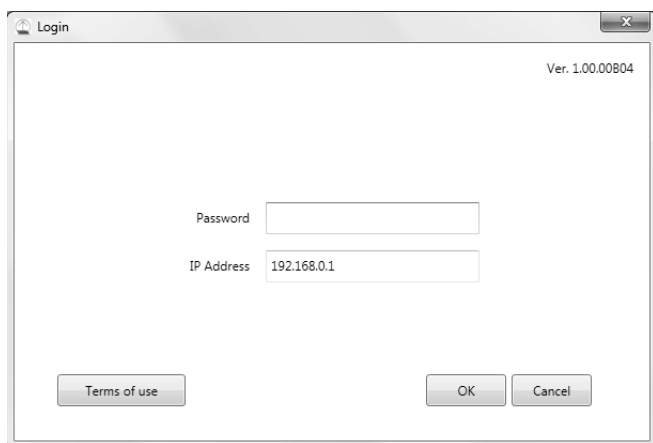 Login
Ver. 1.00.00B04
Password
IP Address 192.168.0.1
Terms of use OK Cancel